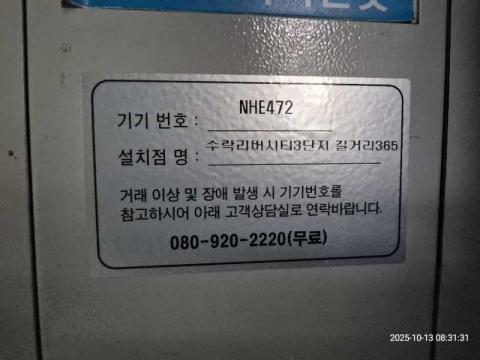 기기 번호 : NHE472
설치점 명 : 수락리버시티3단지 길거리365
거래 이상 및 장애 발생 시 기기번호를
참고하시어 아래 고객상담실로 연락바랍니다.
080-920-2220(무료)
2025-10-13 08:31:31